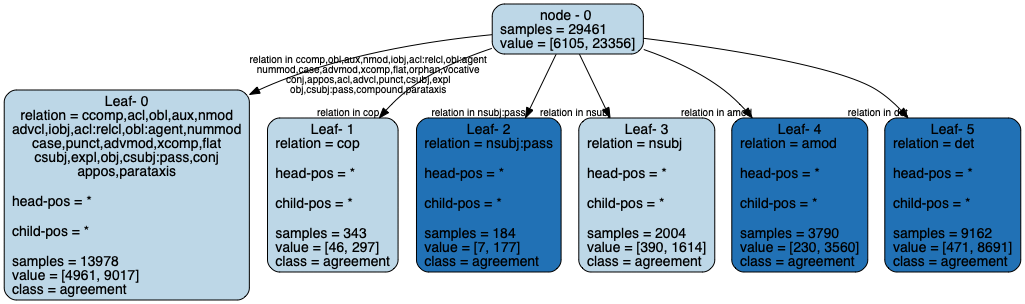 node - 0
samples = 29461
value = [6105, 23356]
relation in ccomp,obl,aux,nmod,iobj,acl:relcl,obl:agent
nummod,case,advmod,xcomp,flat,orphan,vocative
conj,appos,acl,advcl,punct,csubj,expl
obj,csubj:pass,compound,parataxis
relation in cop
relation in nsubj:pass
relation in nsubj
relation in amod
relation in det
Leaf- 0
relation = ccomp,acl,obl,aux,nmod
advcl,iobj,acl:relcl,obl:agent,nummod
case,punct,advmod,xcomp,flat
csubj,expl,obj,csubj:pass,conj
appos,parataxis
head-pos = *
child-pos = *
samples = 13978
value = [4961, 9017]
class = agreement
Leaf- 1
relation = cop
head-pos = *
child-pos = *
samples = 343
value = [46, 297]
class = agreement
Leaf- 2
relation = nsubj:pass
head-pos = *
child-pos = *
samples = 184
value = [7, 177]
class = agreement
Leaf- 3
relation = nsubj
head-pos = *
child-pos = *
samples = 2004
value = [390, 1614]
class = agreement
Leaf- 4
relation = amod
head-pos = *
child-pos = *
samples = 3790
value = [230, 3560]
class = agreement
Leaf- 5
relation = det
head-pos = *
child-pos = *
samples = 9162
value = [471, 8691]
class = agreement